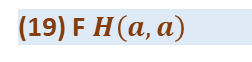 (19) F H(a, a)